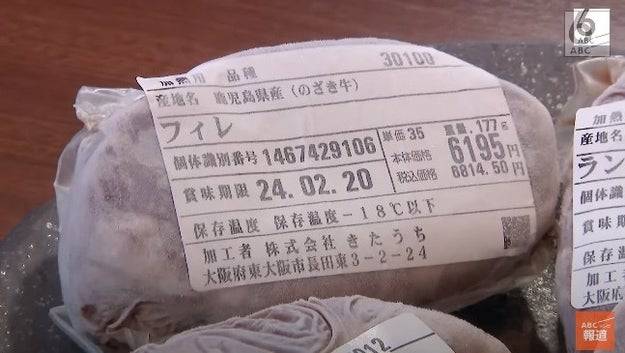 6
ABC
ABC
加熱用 品種 30100
産地名 鹿児島県産(のざき牛)
フィレ
個体識別番号 1467429106
賞味期限 24.02.20
単価 35 重量 177g
本体価格 6195円
税込価格 6814.50円
保存温度 保存温度-18℃以下
加工者 株式会社きたうち
大阪府東大阪市長田東3-2-24
加熱
産地名
ラン
個体識
賞味期
保存温
加工
大阪府
ABC
報道